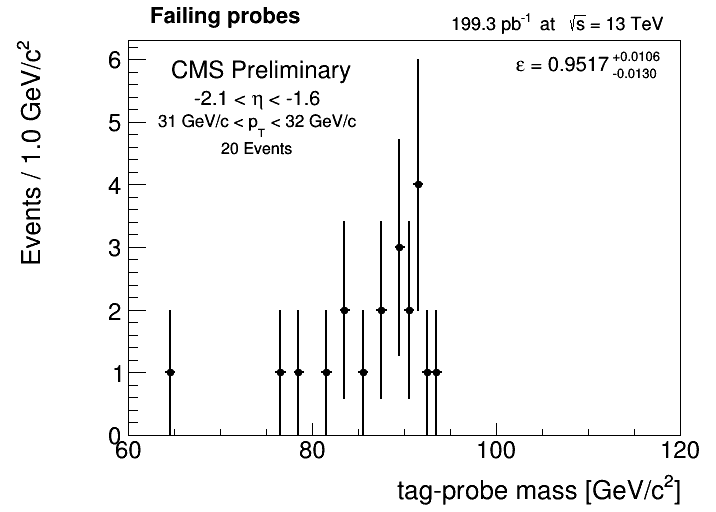 Failing probes
199.3 pb⁻¹ at √s = 13 TeV
CMS Preliminary
ε = 0.9517 +0.0106 -0.0130
-2.1 < η < -1.6
31 GeV/c < p_T < 32 GeV/c
20 Events
Events / 1.0 GeV/c²
6
5
4
3
2
1
0
60 80 100 120
tag-probe mass [GeV/c²]